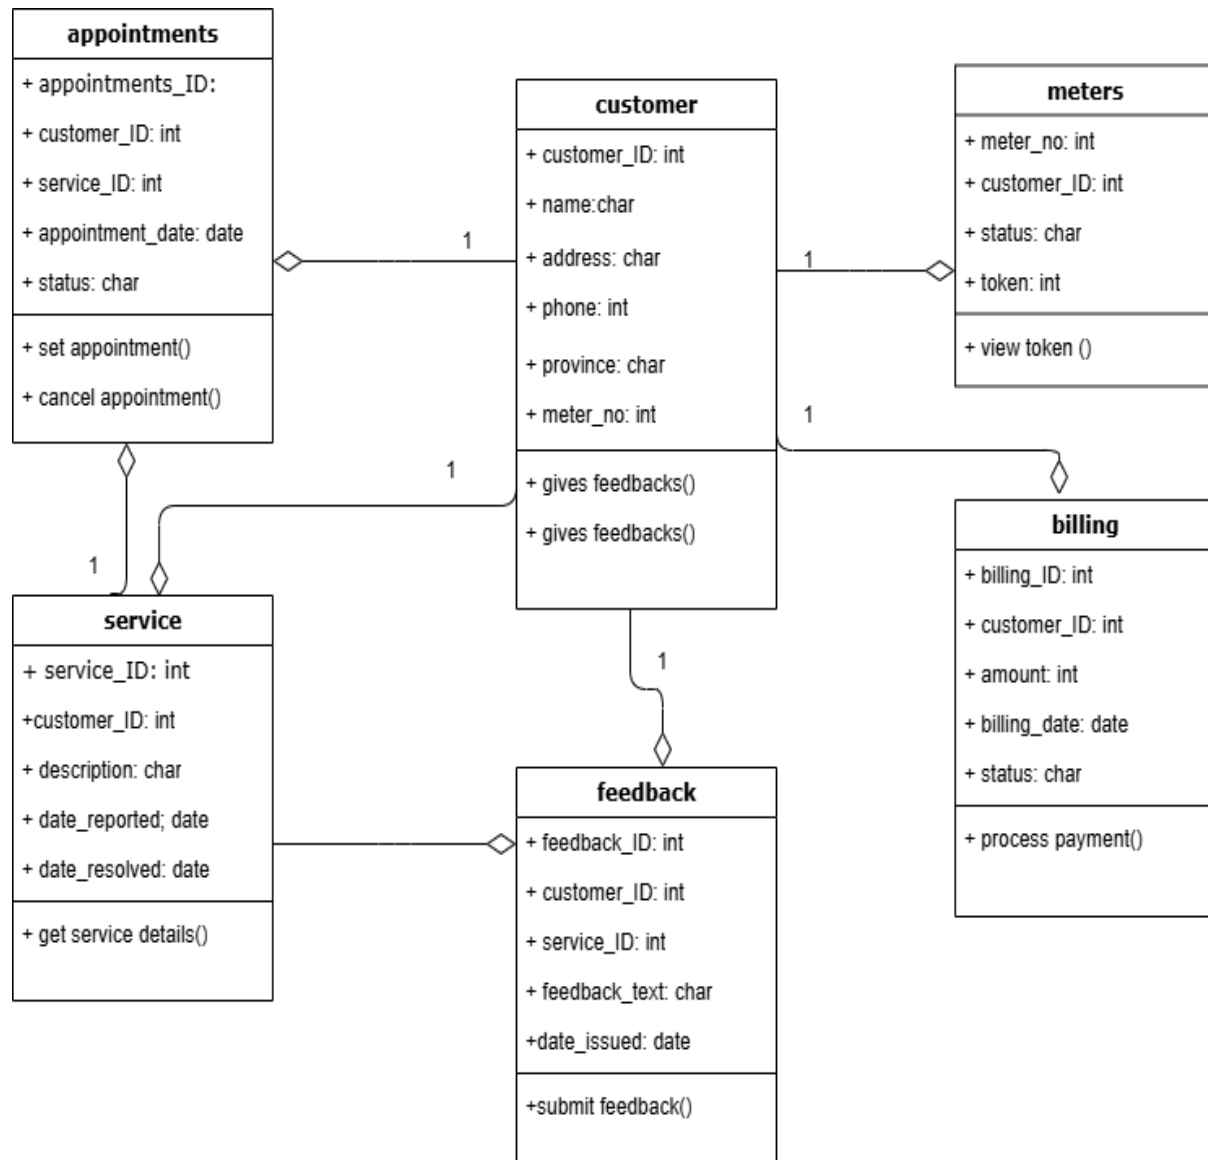 appointments
+ appointments_ID:
+ customer_ID: int
+ service_ID: int
+ appointment_date: date
+ status: char
+ set appointment()
+ cancel appointment()
1
customer
+ customer_ID: int
+ name:char
+ address: char
+ phone: int
+ province: char
+ meter_no: int
+ gives feedbacks()
+ gives feedbacks()
1
meters
+ meter_no: int
+ customer_ID: int
+ status: char
+ token: int
+ view token ()
1
1
1
1
service
+ service_ID: int
+customer_ID: int
+ description: char
+ date_reported; date
+ date_resolved: date
+ get service details()
feedback
+ feedback_ID: int
+ customer_ID: int
+ service_ID: int
+ feedback_text: char
+date_issued: date
+submit feedback()
billing
+ billing_ID: int
+ customer_ID: int
+ amount: int
+ billing_date: date
+ status: char
+ process payment()